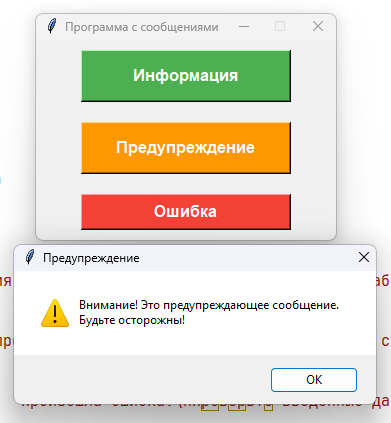 Программа с сообщениями
Информация
Предупреждение
Ошибка
Предупреждение
Внимание! Это предупреждающее сообщение.
Будьте осторожны!
OK